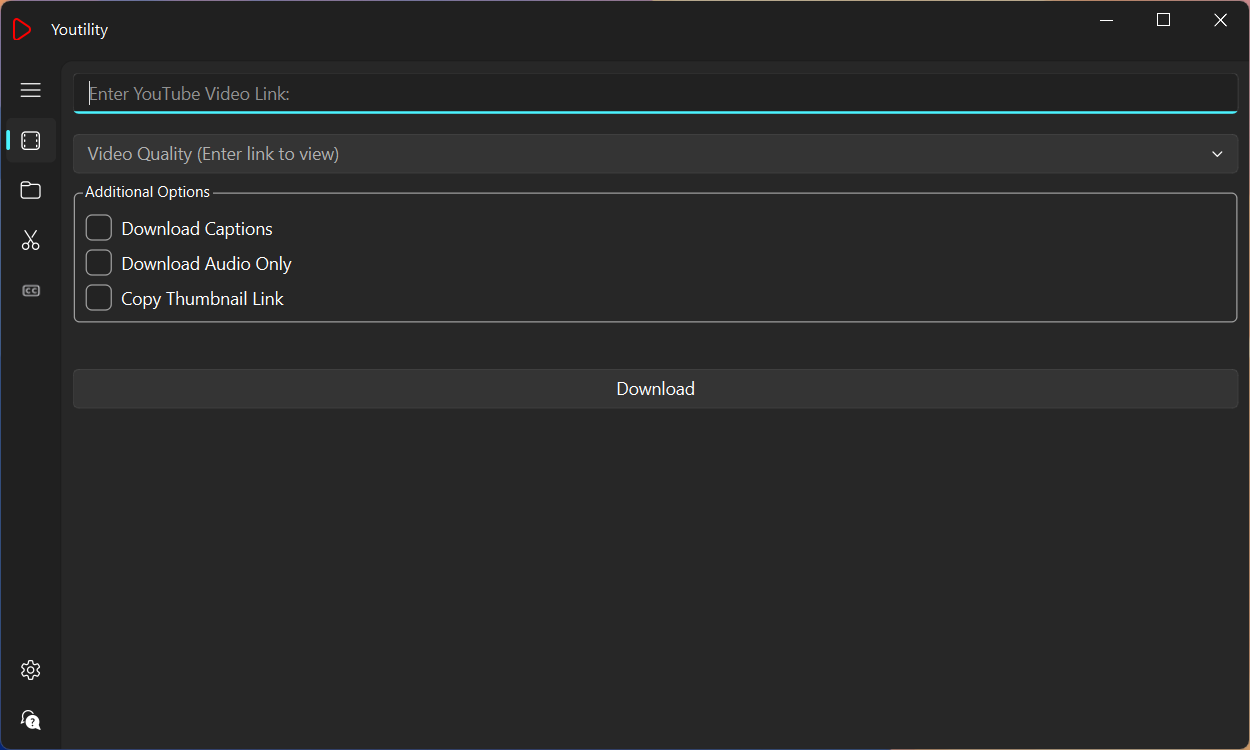 Youtility
Enter YouTube Video Link:
Video Quality (Enter link to view)
Additional Options
Download Captions
Download Audio Only
Copy Thumbnail Link
CC
Download
?